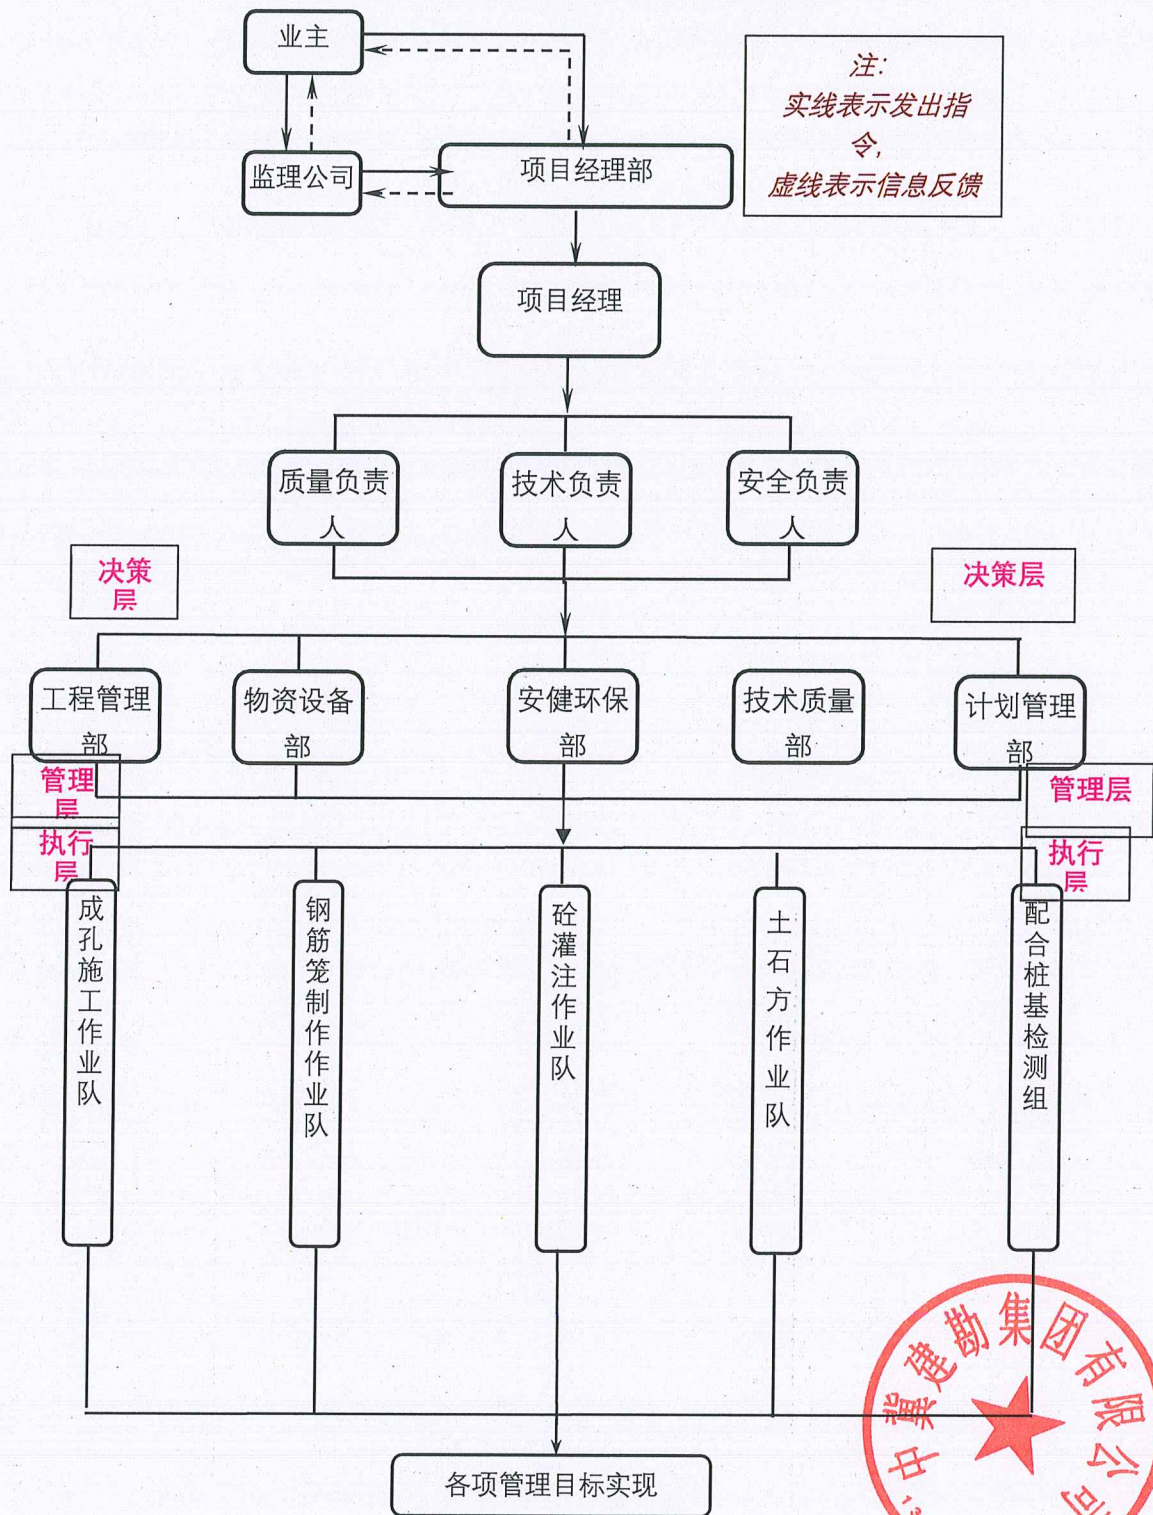 业主
注:
实线表示发出指
令,
虚线表示信息反馈
监理公司
项目经理部
项目经理
质量负责
人
技术负责
人
安全负责
人
决策
层
决策层
工程管理
部
物资设备
部
安健环保
部
技术质量
部
计划管理
部
管理
层
管理层
执行
层
执行
层
成孔施工作业队
钢筋笼制作作业队
砼灌注作业队
土石方作业队
配合桩基检测组
中冀建勘集团有限公司
13
各项管理目标实现